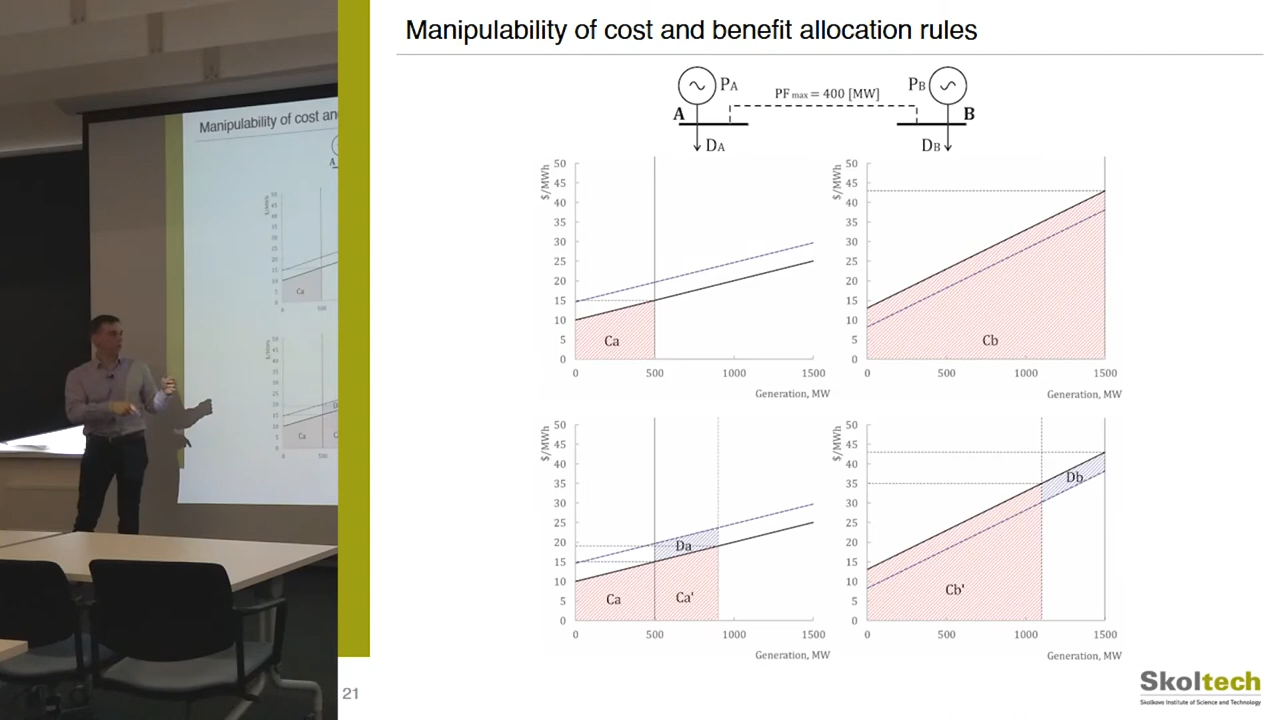 Manipulability of cost and benefit allocation rules
PA
PF max = 400 [MW]
PB
A
B
DA
DB
$/MWh
50
45
40
35
30
25
20
15
10
5
0
Ca
0 500 1000 1500
Generation, MW
$/MWh
50
45
40
35
30
25
20
15
10
5
0
Cb
0 500 1000 1500
Generation, MW
$/MWh
50
45
40
35
30
25
20
15
10
5
0
Da
Ca Ca'
0 500 1000 1500
Generation, MW
$/MWh
50
45
40
35
30
25
20
15
10
5
0
Db
Cb'
0 500 1000 1500
Generation, MW
21
Skoltech
Skolkovo Institute of Science and Technology
Manipulability of cost an
A
Ca
500
Ca
500